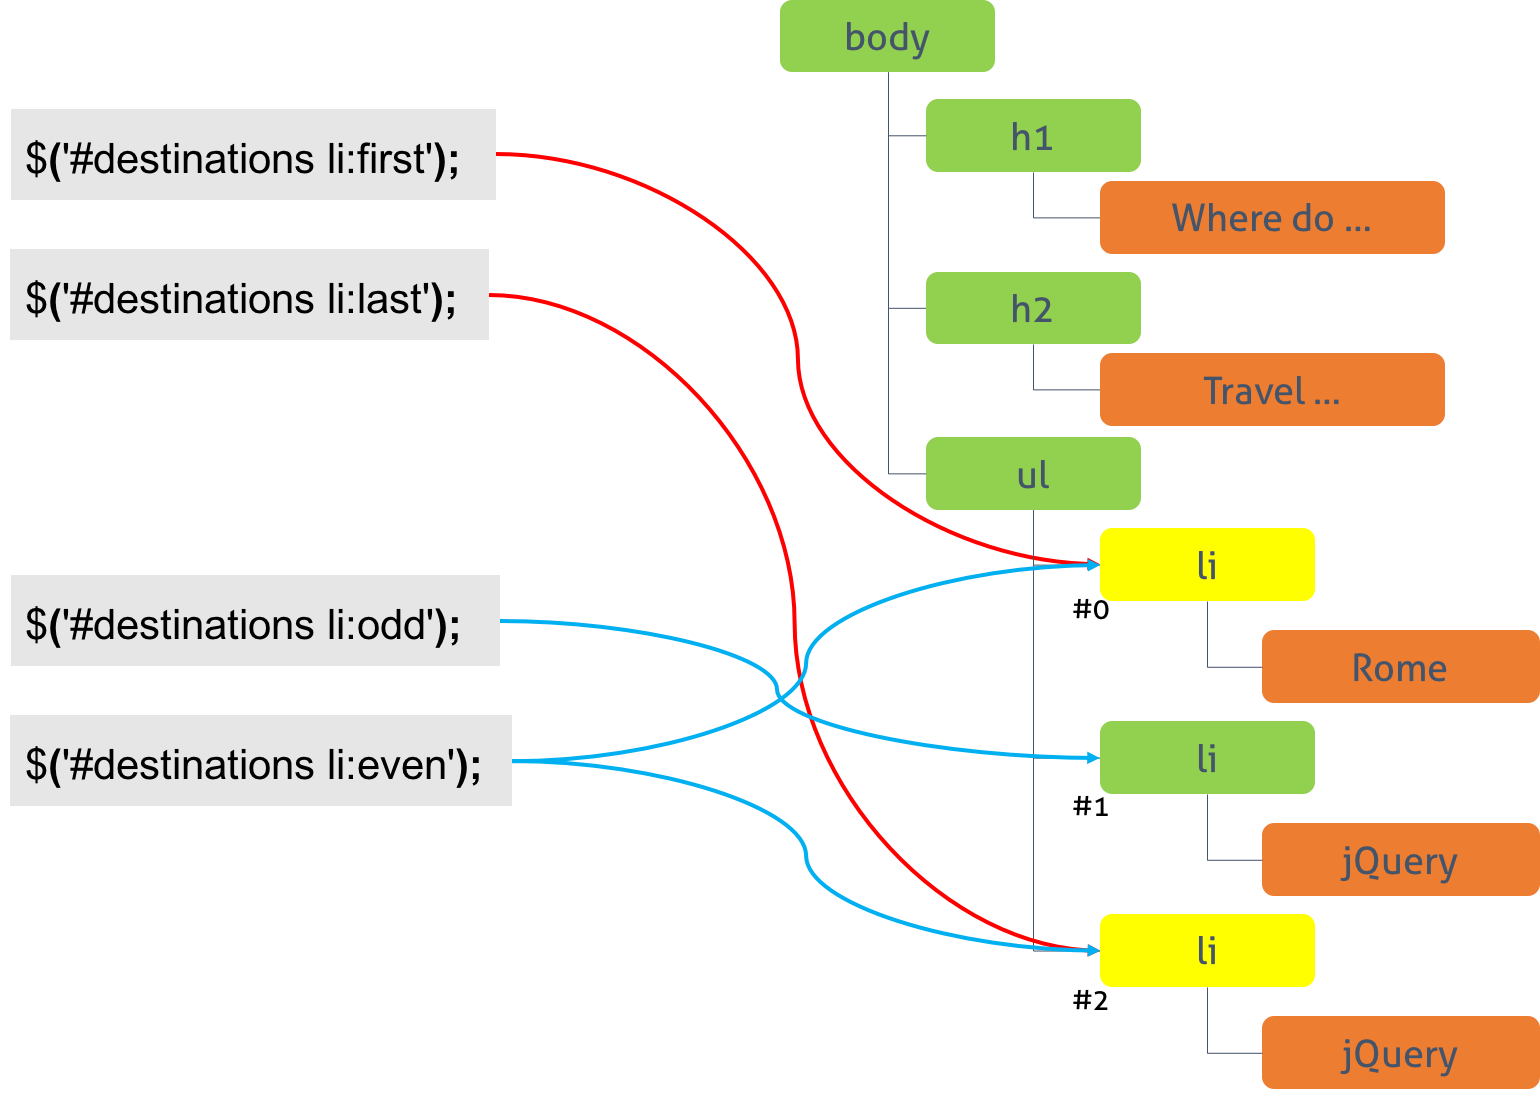 body
$('#destinations li:first');
h1
Where do ...
$('#destinations li:last');
h2
Travel ...
ul
li
#0
$('#destinations li:odd');
Rome
$('#destinations li:even');
li
#1
jQuery
li
#2
jQuery